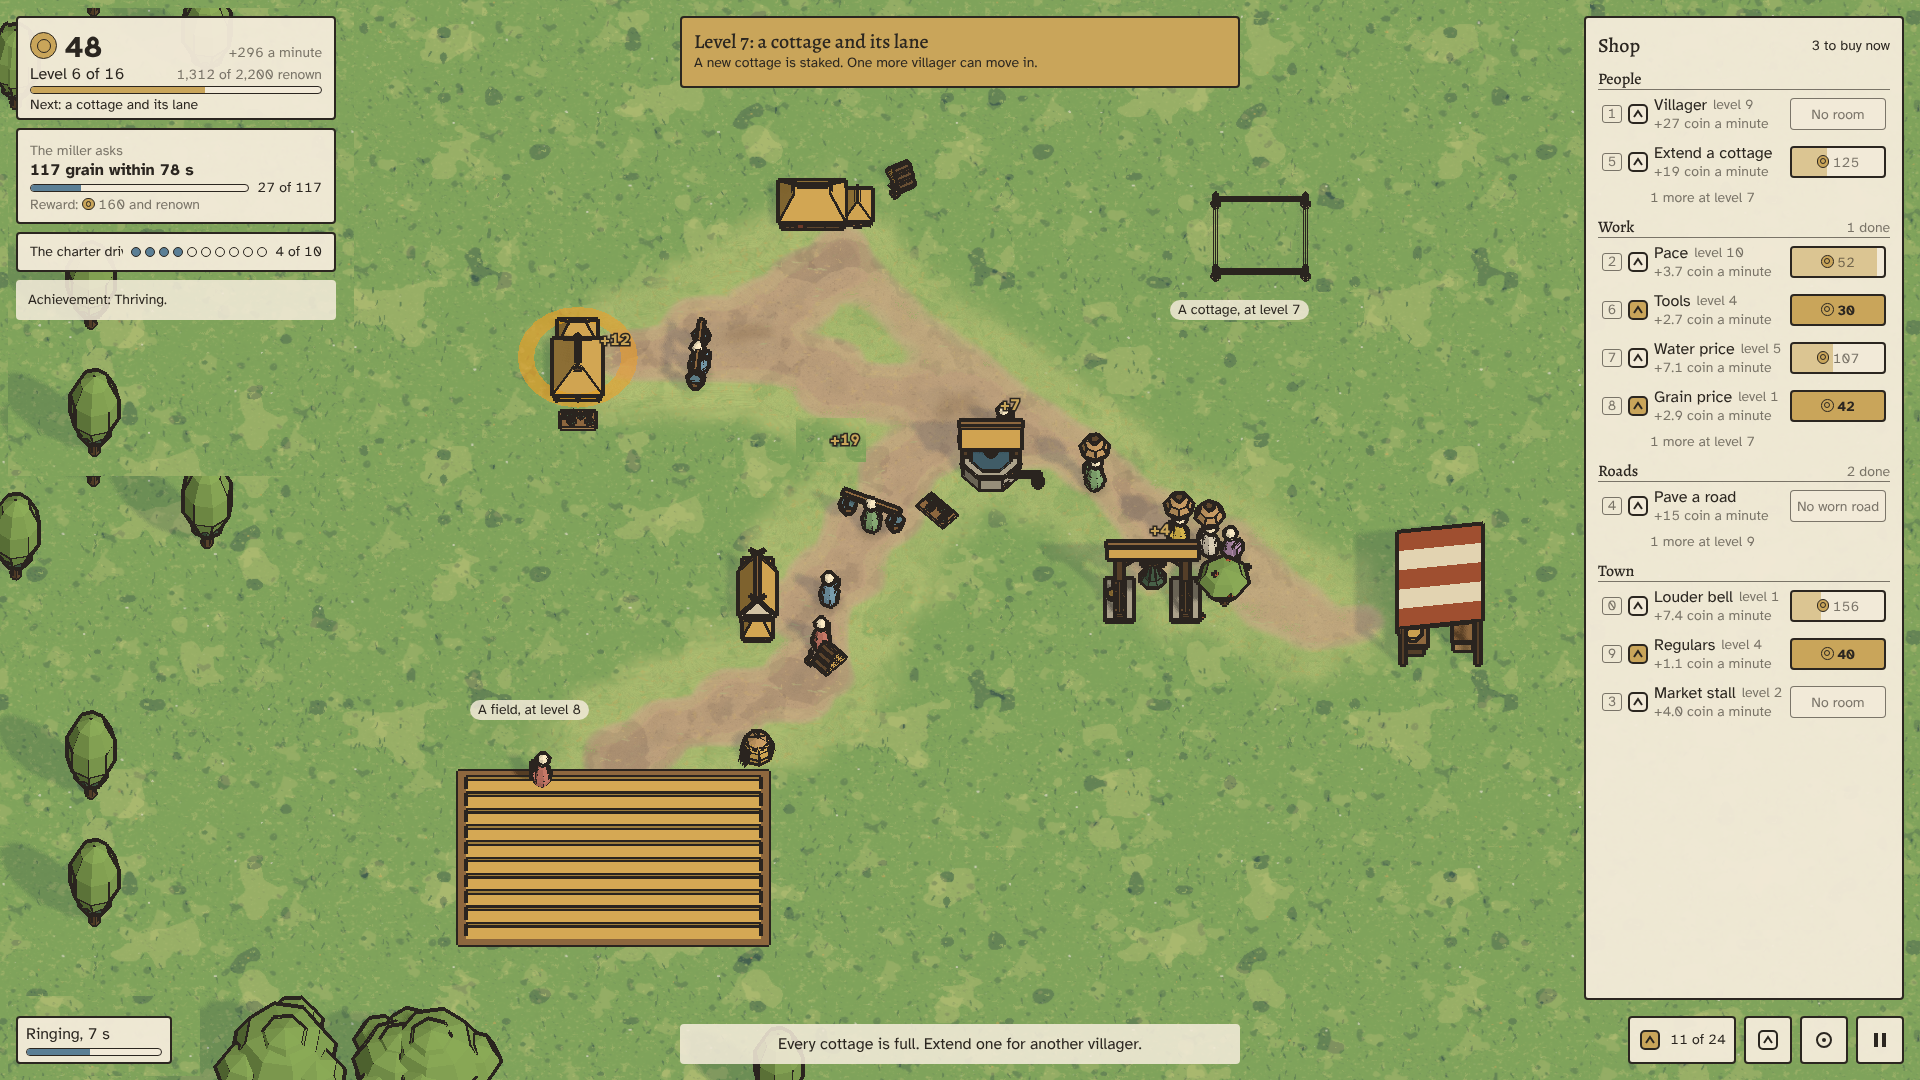 48
+296 a minute
Level 6 of 16
1,312 of 2,200 renown
Next: a cottage and its lane
The miller asks
117 grain within 78 s
27 of 117
Reward: 160 and renown
The charter dri
4 of 10
Achievement: Thriving.
Level 7: a cottage and its lane
A new cottage is staked. One more villager can move in.
A cottage, at level 7
+12
+7
+19
+4
A field, at level 8
Ringing, 7 s
Every cottage is full. Extend one for another villager.
Shop
3 to buy now
People
1 Villager level 9 No room
+27 coin a minute
5 Extend a cottage 125
+19 coin a minute
1 more at level 7
Work 1 done
2 Pace level 10 52
+3.7 coin a minute
6 Tools level 4 30
+2.7 coin a minute
7 Water price level 5 107
+7.1 coin a minute
8 Grain price level 1 42
+2.9 coin a minute
1 more at level 7
Roads 2 done
4 Pave a road No worn road
+15 coin a minute
1 more at level 9
Town
0 Louder bell level 1 156
+7.4 coin a minute
9 Regulars level 4 40
+1.1 coin a minute
3 Market stall level 2 No room
+4.0 coin a minute
11 of 24